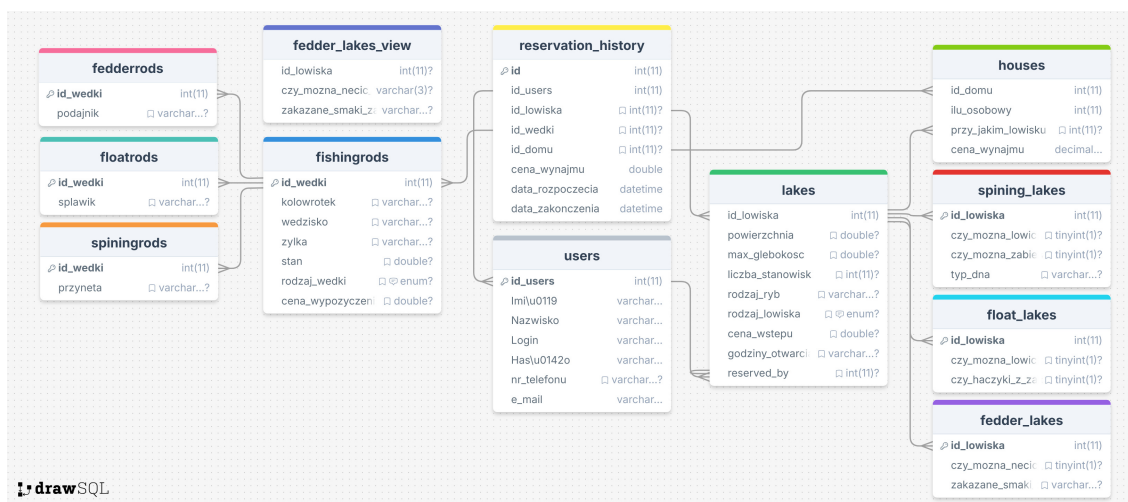 fedderrods
id_wedki int(11)
podajnik varchar...?
floatrods
id_wedki int(11)
splawik varchar...?
spiningrods
id_wedki int(11)
przyneta varchar...?
fedder_lakes_view
id_lowiska int(11)?
czy_mozna_necic varchar(3)?
zakazane_smaki_za varchar...?
fishingrods
id_wedki int(11)
kolowrotek varchar...?
wedzisko varchar...?
zylka varchar...?
stan double?
rodzaj_wedki enum?
cena_wypozyczeni double?
reservation_history
id int(11)
id_users int(11)
id_lowiska int(11)?
id_wedki int(11)?
id_domu int(11)?
cena_wynajmu double
data_rozpoczecia datetime
data_zakonczenia datetime
users
id_users int(11)
Imi\u0119 varchar...
Nazwisko varchar...
Login varchar...
Has\u0142o varchar...
nr_telefonu varchar...?
e_mail varchar...
lakes
id_lowiska int(11)
powierzchnia double?
max_glebokosc double?
liczba_stanowisk int(11)?
rodzaj_ryb varchar...?
rodzaj_lowiska enum?
cena_wstepu double?
godziny_otwarci varchar...?
reserved_by int(11)?
houses
id_domu int(11)
ilu_osobowy int(11)
przy_jakim_lowisku int(11)?
cena_wynajmu decimal...
spining_lakes
id_lowiska int(11)
czy_mozna_lowic tinyint(1)?
czy_mozna_zabie tinyint(1)?
typ_dna varchar...?
float_lakes
id_lowiska int(11)
czy_mozna_lowic tinyint(1)?
czy_haczyki_z_za tinyint(1)?
fedder_lakes
id_lowiska int(11)
czy_mozna_necic tinyint(1)?
zakazane_smaki varchar...?
drawSQL